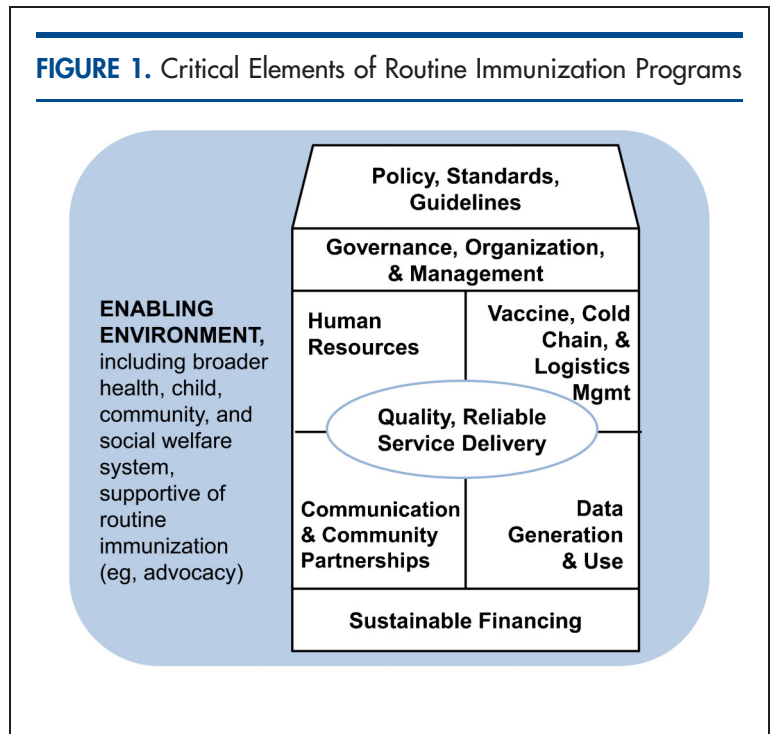 FIGURE 1. Critical Elements of Routine Immunization Programs
Policy, Standards,
Guidelines
Governance, Organization,
& Management
ENABLING
ENVIRONMENT,
including broader
health, child,
community, and
social welfare
system,
supportive of
routine
immunization
(eg, advocacy)
Human
Resources
Vaccine, Cold
Chain, &
Logistics
Mgmt
Quality, Reliable
Service Delivery
Communication
& Community
Partnerships
Data
Generation
& Use
Sustainable Financing